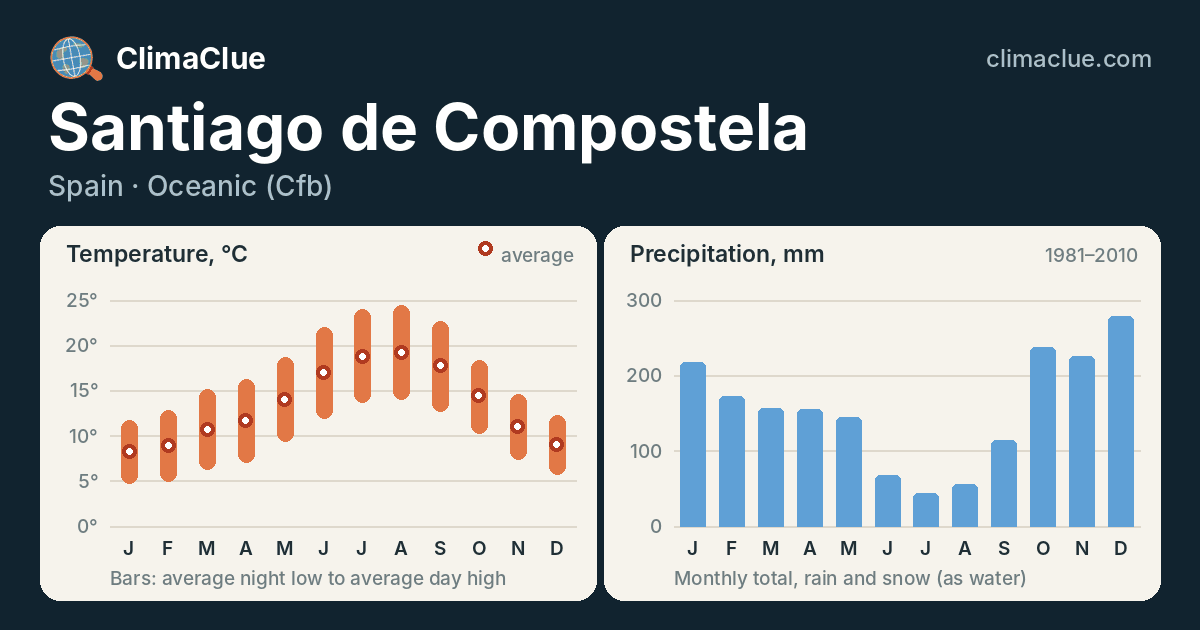 ClimaClue
climaclue.com
Santiago de Compostela
Spain · Oceanic (Cfb)
Temperature, °C
average
25°
20°
15°
10°
5°
0°
J F M A M J J A S O N D
Bars: average night low to average day high
Precipitation, mm
1981–2010
300
200
100
0
J F M A M J J A S O N D
Monthly total, rain and snow (as water)